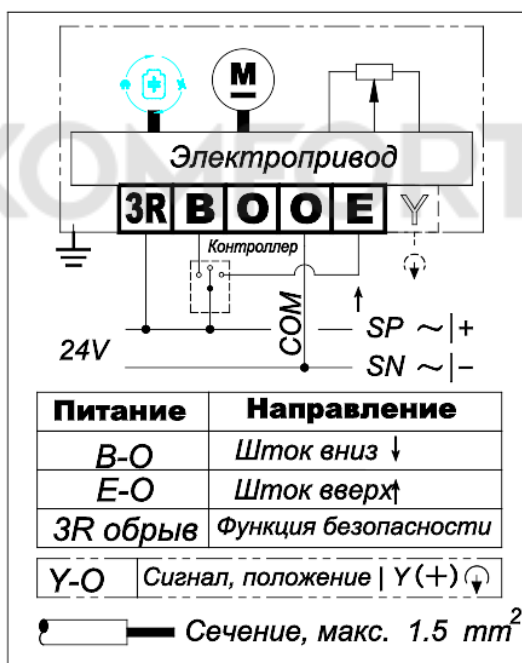 KOMFORT
M
Электропривод
3R B O O E Y
Контроллер
COM
24V
SP ~|+
SN ~|−
Питание Направление
B-O Шток вниз ↓
E-O Шток вверх↑
3R обрыв Функция безопасности
Y-O Сигнал, положение | Y(+)
Сечение, макс. 1.5 mm²